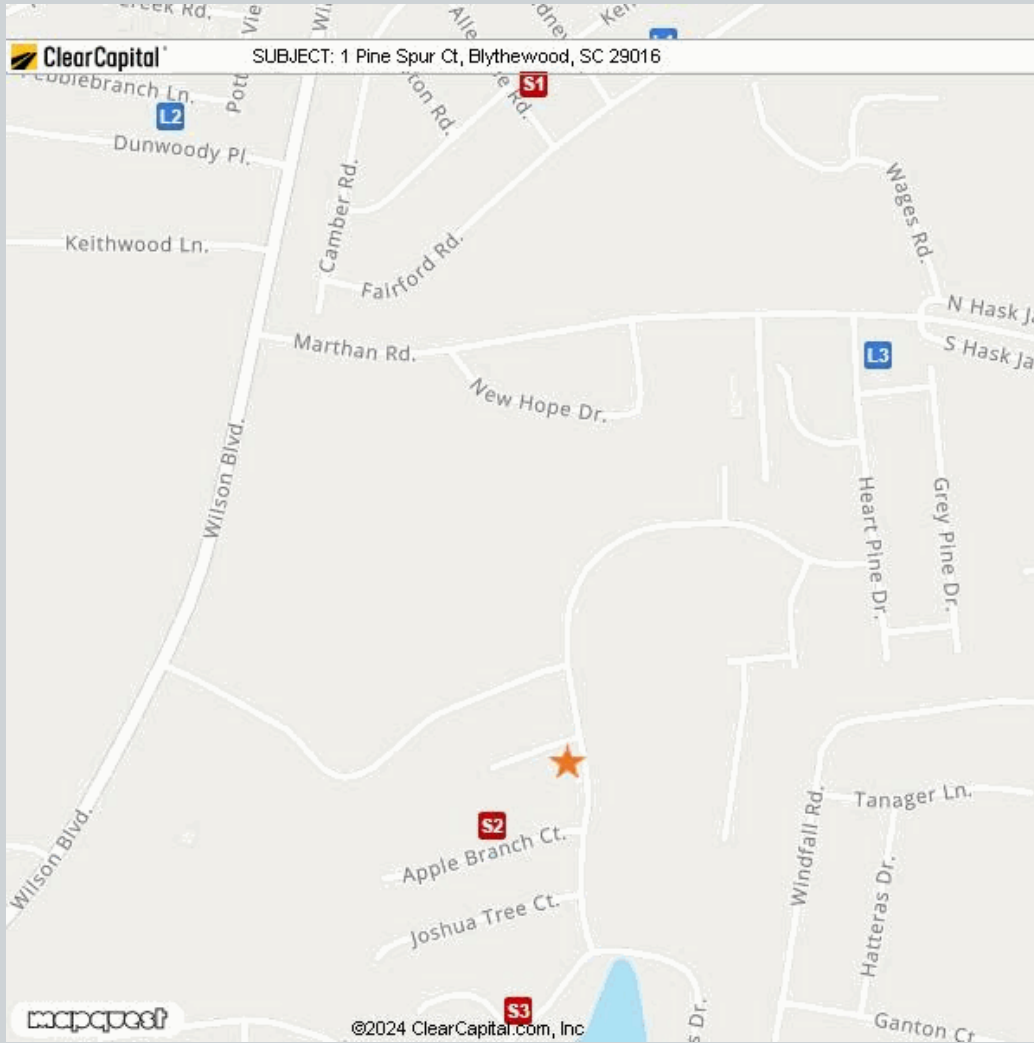 ClearCapital
SUBJECT: 1 Pine Spur Ct, Blythewood, SC 29016
S1
L2
Dunwoody Pl.
Keithwood Ln.
Camber Rd.
Fairford Rd.
Wages Rd.
N Hask
S Hask
Marthan Rd.
L3
New Hope Dr.
Wilson Blvd.
Heart Pine Dr.
Grey Pine Dr.
S2
Apple Branch Ct.
Joshua Tree Ct.
Wilson Blvd.
Windfall Rd.
Tanager Ln.
Hatteras Dr.
S3
Dr.
Ganton Ct
mapquest
©2024 ClearCapital.com, Inc